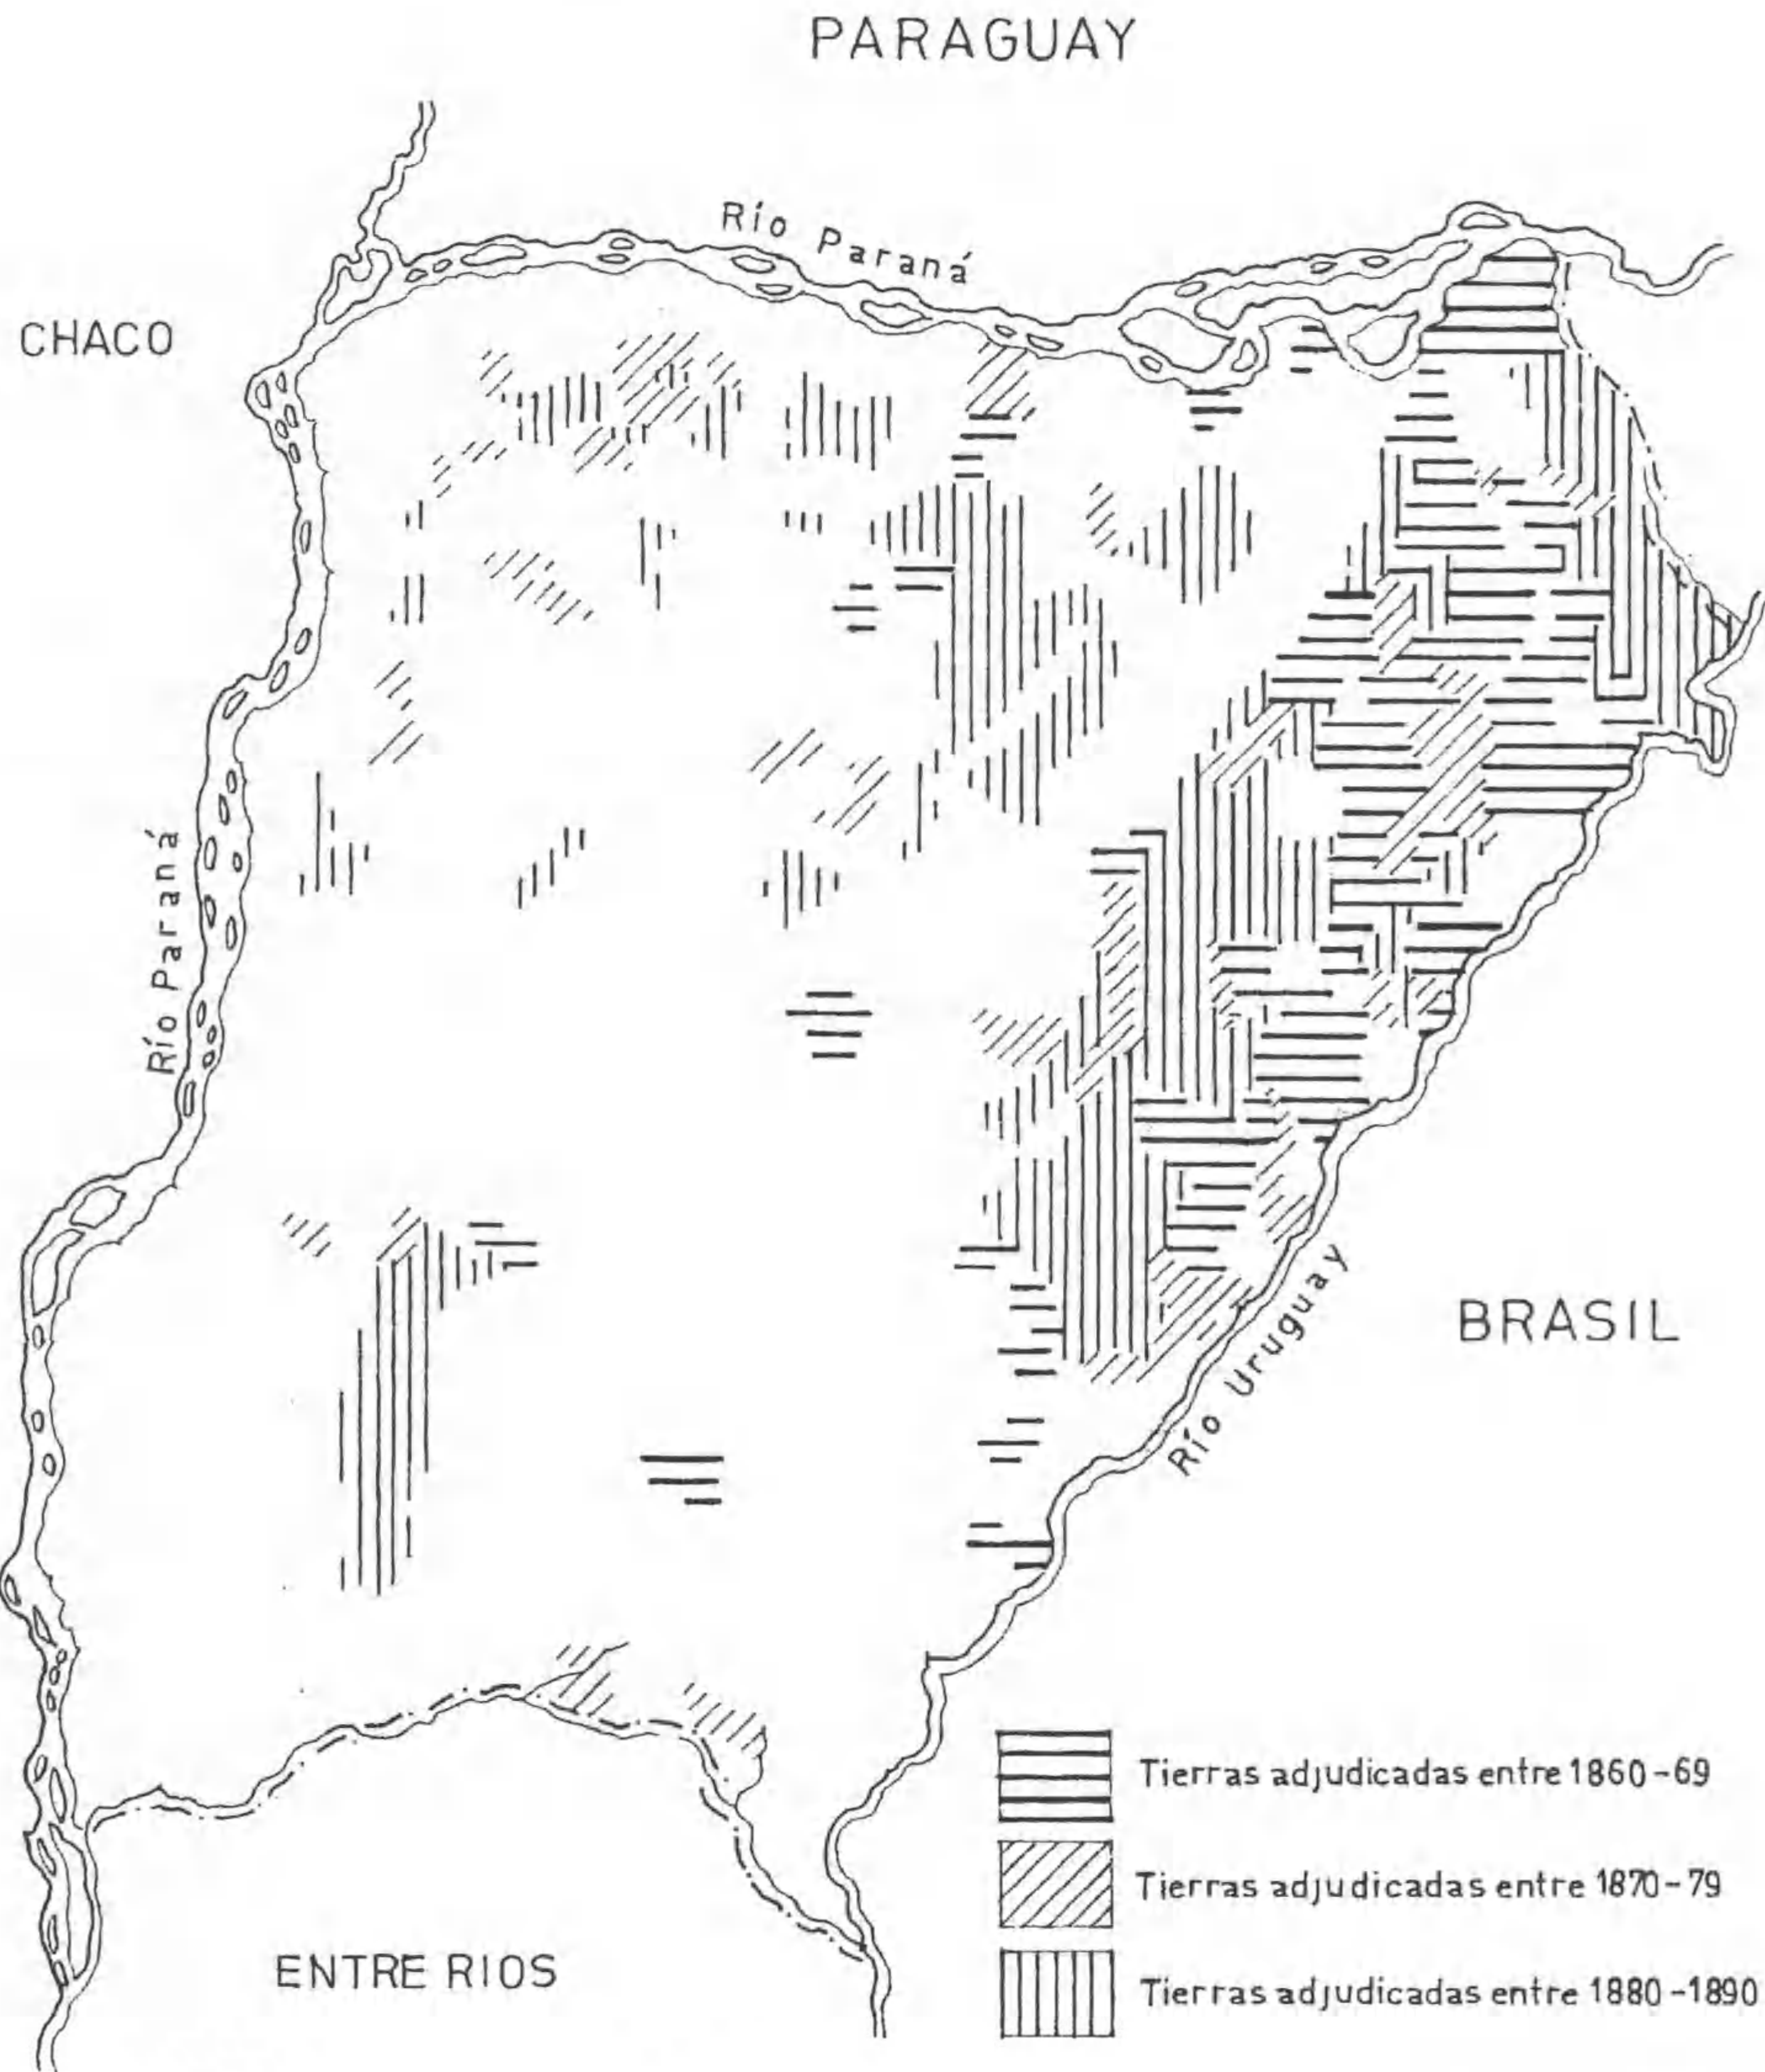 PARAGUAY
Río Paraná
CHACO
Río Paraná
BRASIL
Río Uruguay
Tierras adjudicadas entre 1860-69
Tierras adjudicadas entre 1870-79
ENTRE RIOS
Tierras adjudicadas entre 1880-1890